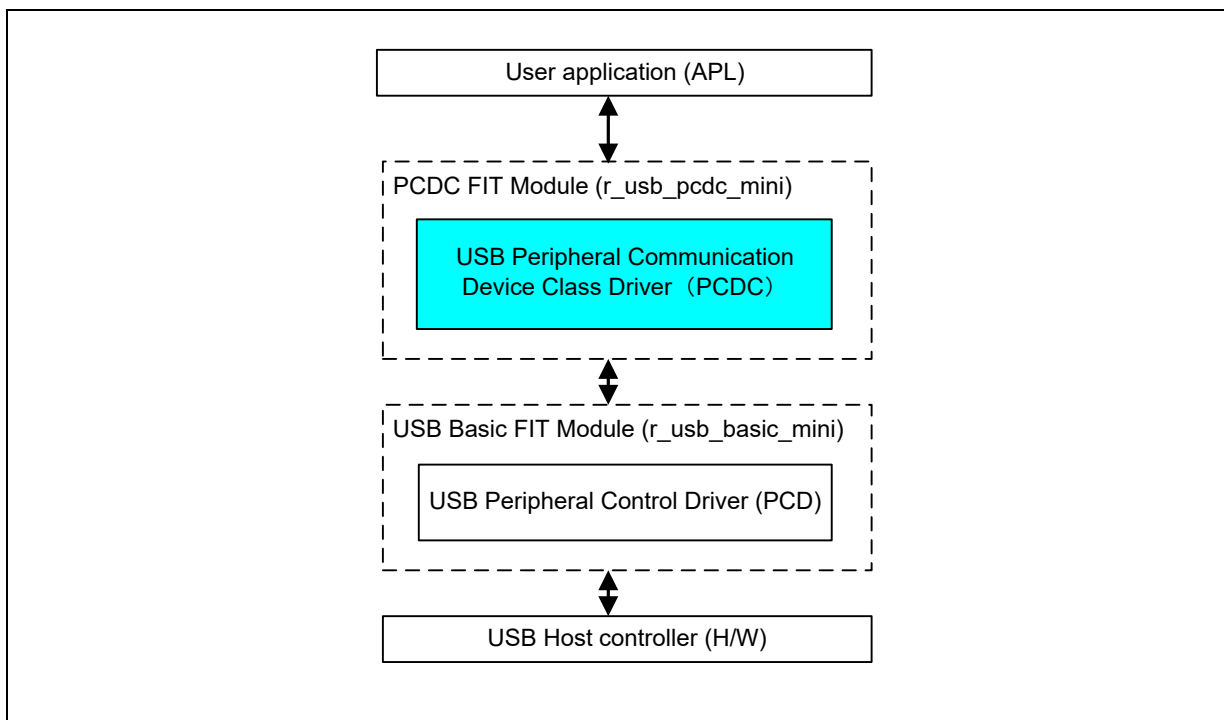 User application (APL)
PCDC FIT Module (r_usb_pcdc_mini)
USB Peripheral Communication
Device Class Driver（PCDC）
USB Basic FIT Module (r_usb_basic_mini)
USB Peripheral Control Driver (PCD)
USB Host controller (H/W)